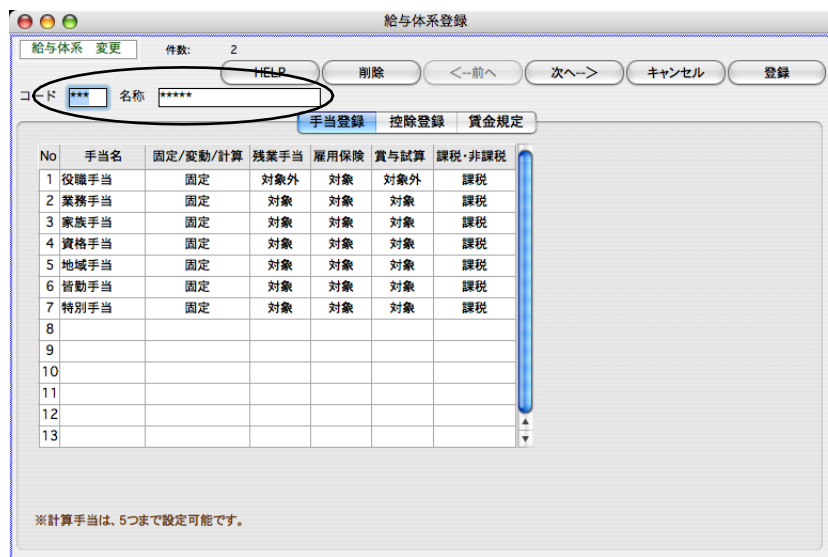 給与体系登録
給与体系 変更 件数: 2
HELP 削除 <--前へ 次へ--> キャンセル 登録
コード *** 名称 *****
手当登録 控除登録 賃金規定
No 手当名 固定/変動/計算 残業手当 雇用保険 賞与試算 課税・非課税
1 役職手当 固定 対象外 対象 対象外 課税
2 業務手当 固定 対象 対象 対象 課税
3 家族手当 固定 対象 対象 対象 課税
4 資格手当 固定 対象 対象 対象 課税
5 地域手当 固定 対象 対象 対象 課税
6 皆勤手当 固定 対象 対象 対象 課税
7 特別手当 固定 対象 対象 対象 課税
8
9
10
11
12
13
※計算手当は、5つまで設定可能です。